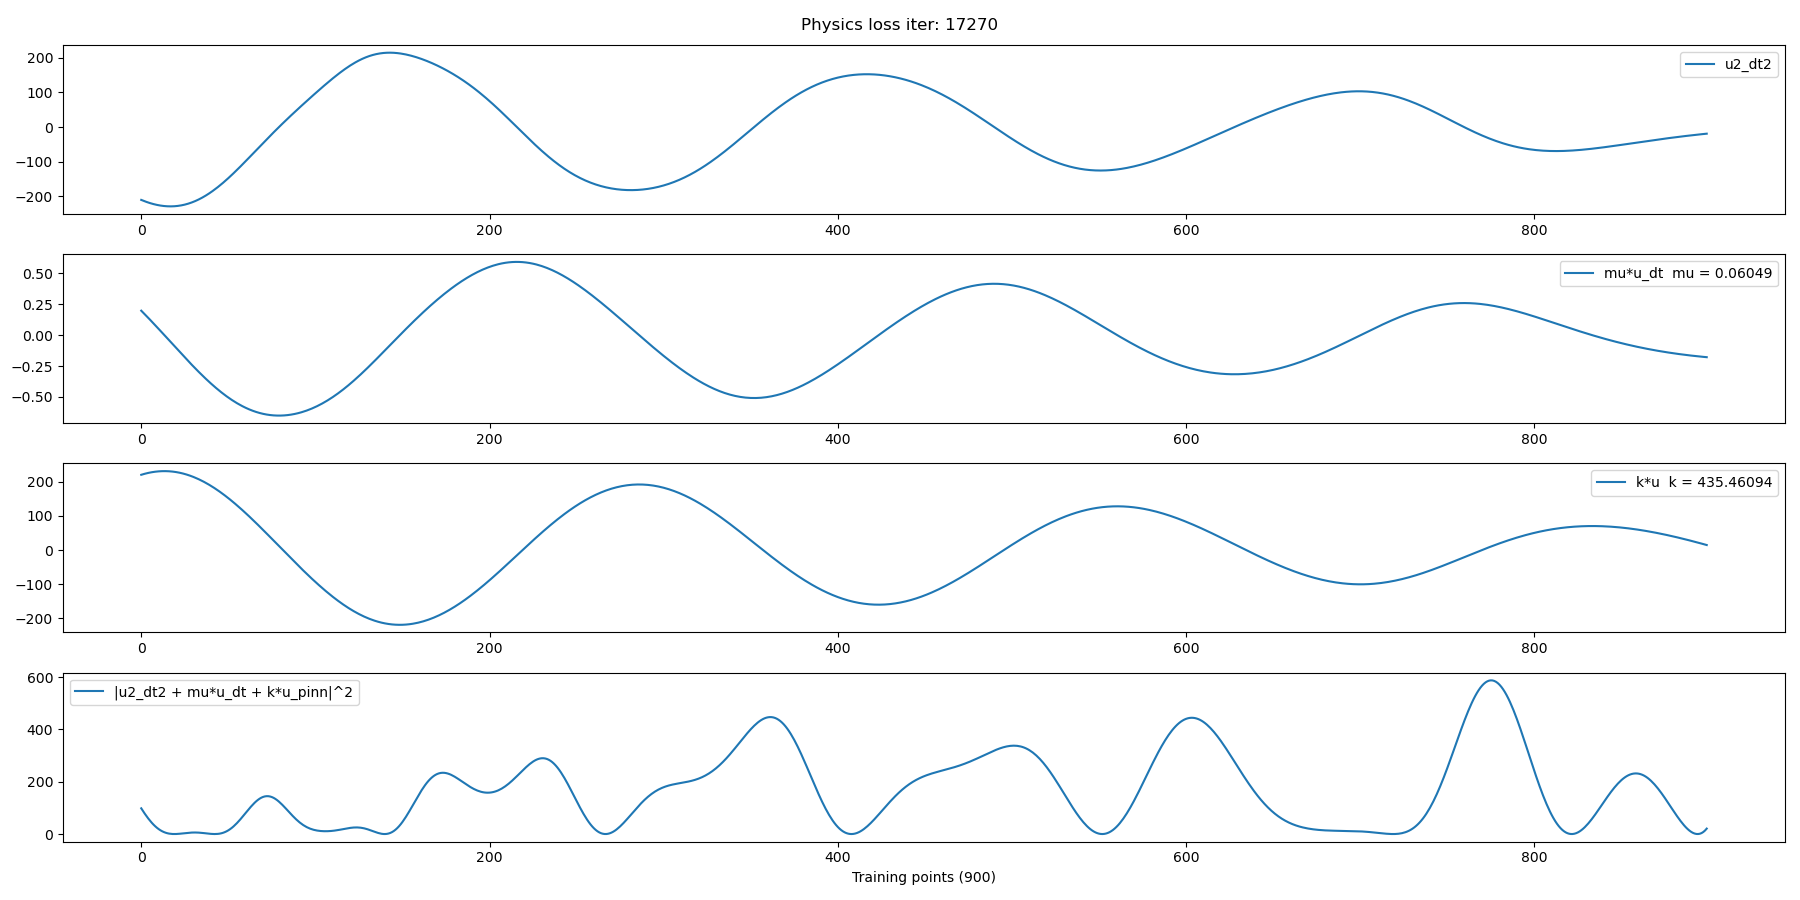 Physics loss iter: 17270
200
100
0
−100
−200
u2_dt2
0 200 400 600 800
0.50
0.25
0.00
−0.25
−0.50
mu*u_dt  mu = 0.06049
0 200 400 600 800
200
100
0
−100
−200
k*u  k = 435.46094
0 200 400 600 800
600
400
200
0
|u2_dt2 + mu*u_dt + k*u_pinn|^2
0 200 400 600 800
Training points (900)